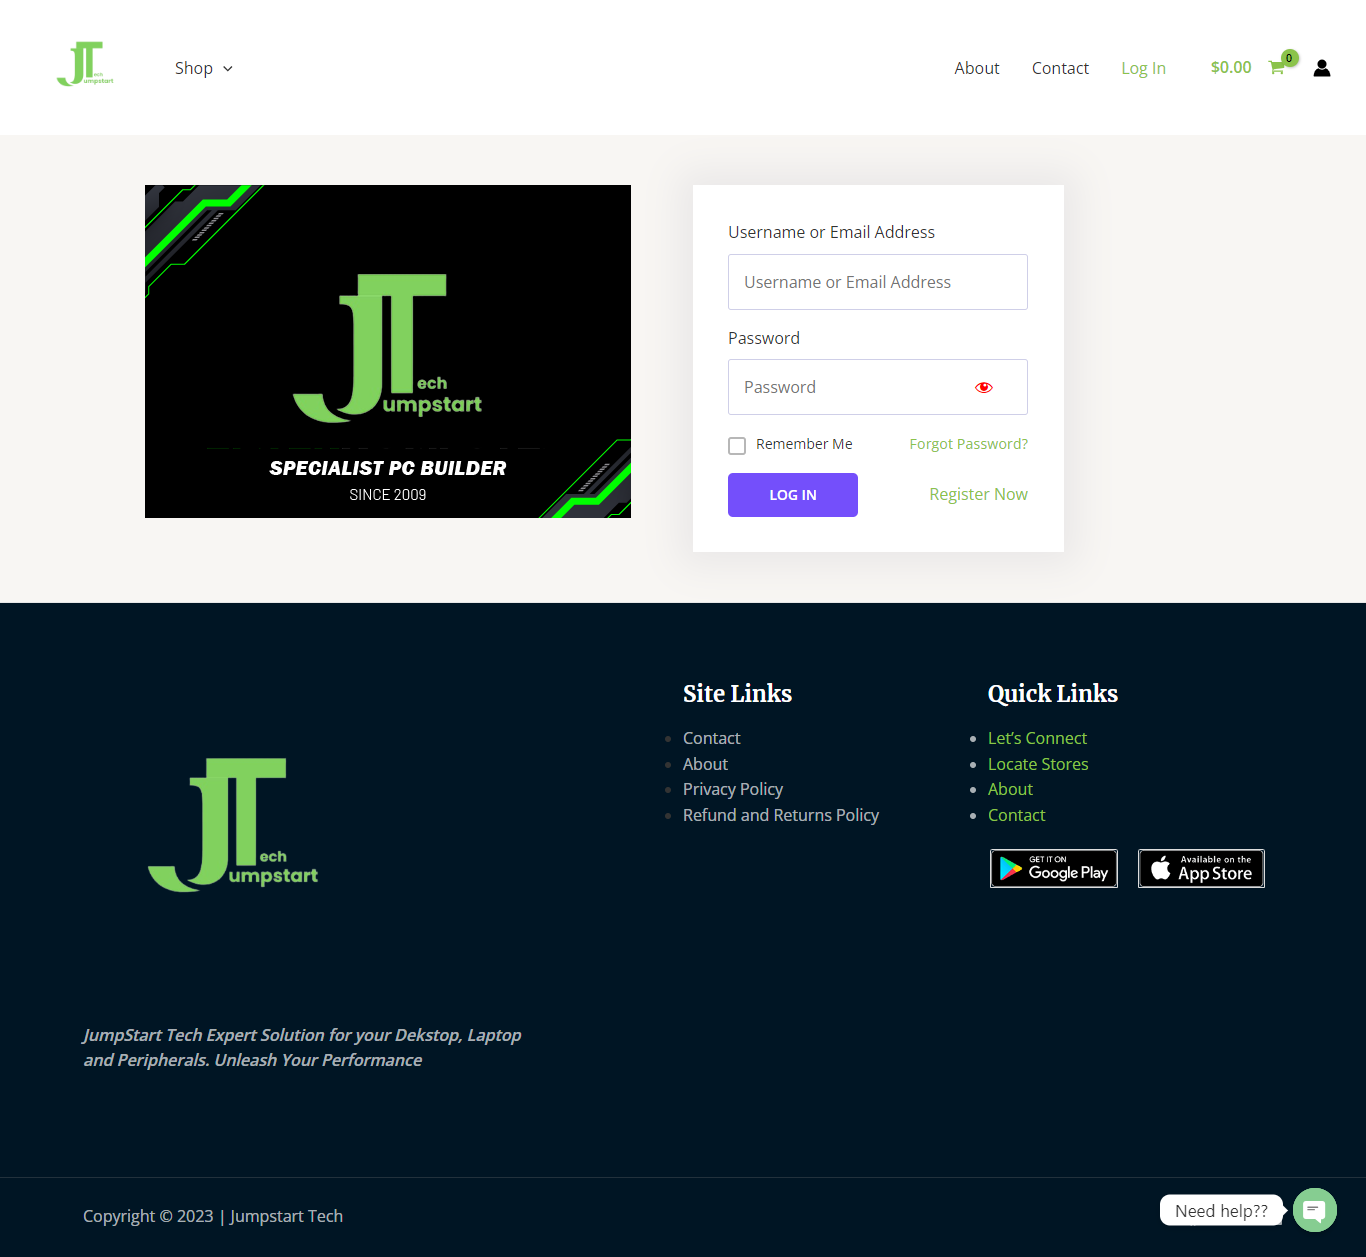 JTech
umpstart
Shop
About
Contact
Log In
$0.00
0
JTech
umpstart
SPECIALIST PC BUILDER
SINCE 2009
Username or Email Address
Username or Email Address
Password
Password
Remember Me
Forgot Password?
LOG IN
Register Now
JTech
umpstart
JumpStart Tech Expert Solution for your Dekstop, Laptop
and Peripherals. Unleash Your Performance
Site Links
Contact
About
Privacy Policy
Refund and Returns Policy
Quick Links
Let’s Connect
Locate Stores
About
Contact
GET IT ON
Google Play
Available on the
App Store
Copyright © 2023 | Jumpstart Tech
Need help??